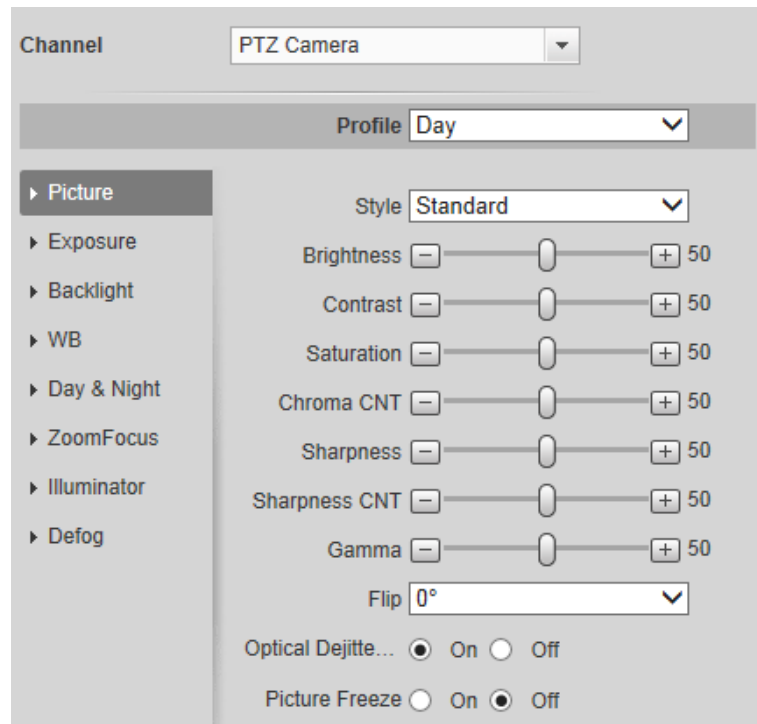 Channel PTZ Camera
Profile Day
Picture
Style Standard
Exposure
Brightness 50
Backlight
Contrast 50
WB
Saturation 50
Day & Night
Chroma CNT 50
ZoomFocus
Sharpness 50
Illuminator
Sharpness CNT 50
Defog
Gamma 50
Flip 0°
Optical Dejitte... On Off
Picture Freeze On Off